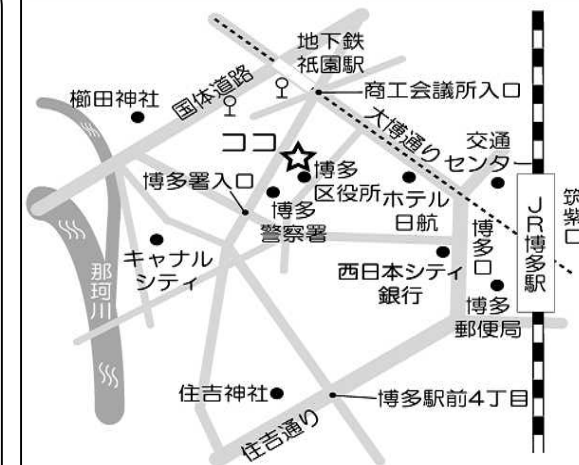 地下鉄
祇園駅
商工会議所入口
国体道路
櫛田神社
大博通り
交通
センター
ココ
博多
区役所
博多署入口
博多
警察署
ホテル
日航
筑紫口
JR博多駅
博多口
キャナル
シティ
西日本シティ
銀行
那珂川
博多
郵便局
住吉神社
博多駅前4丁目
住吉通り